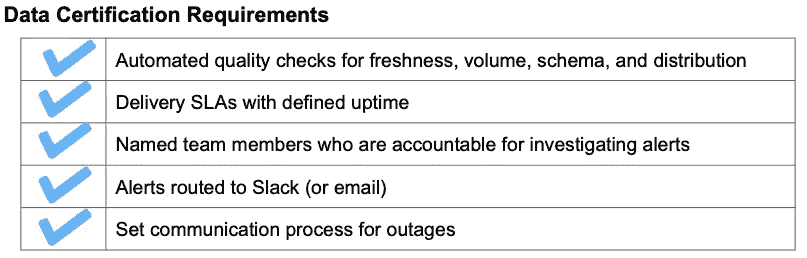 Data Certification Requirements
Automated quality checks for freshness, volume, schema, and distribution
Delivery SLAs with defined uptime
Named team members who are accountable for investigating alerts
Alerts routed to Slack (or email)
Set communication process for outages